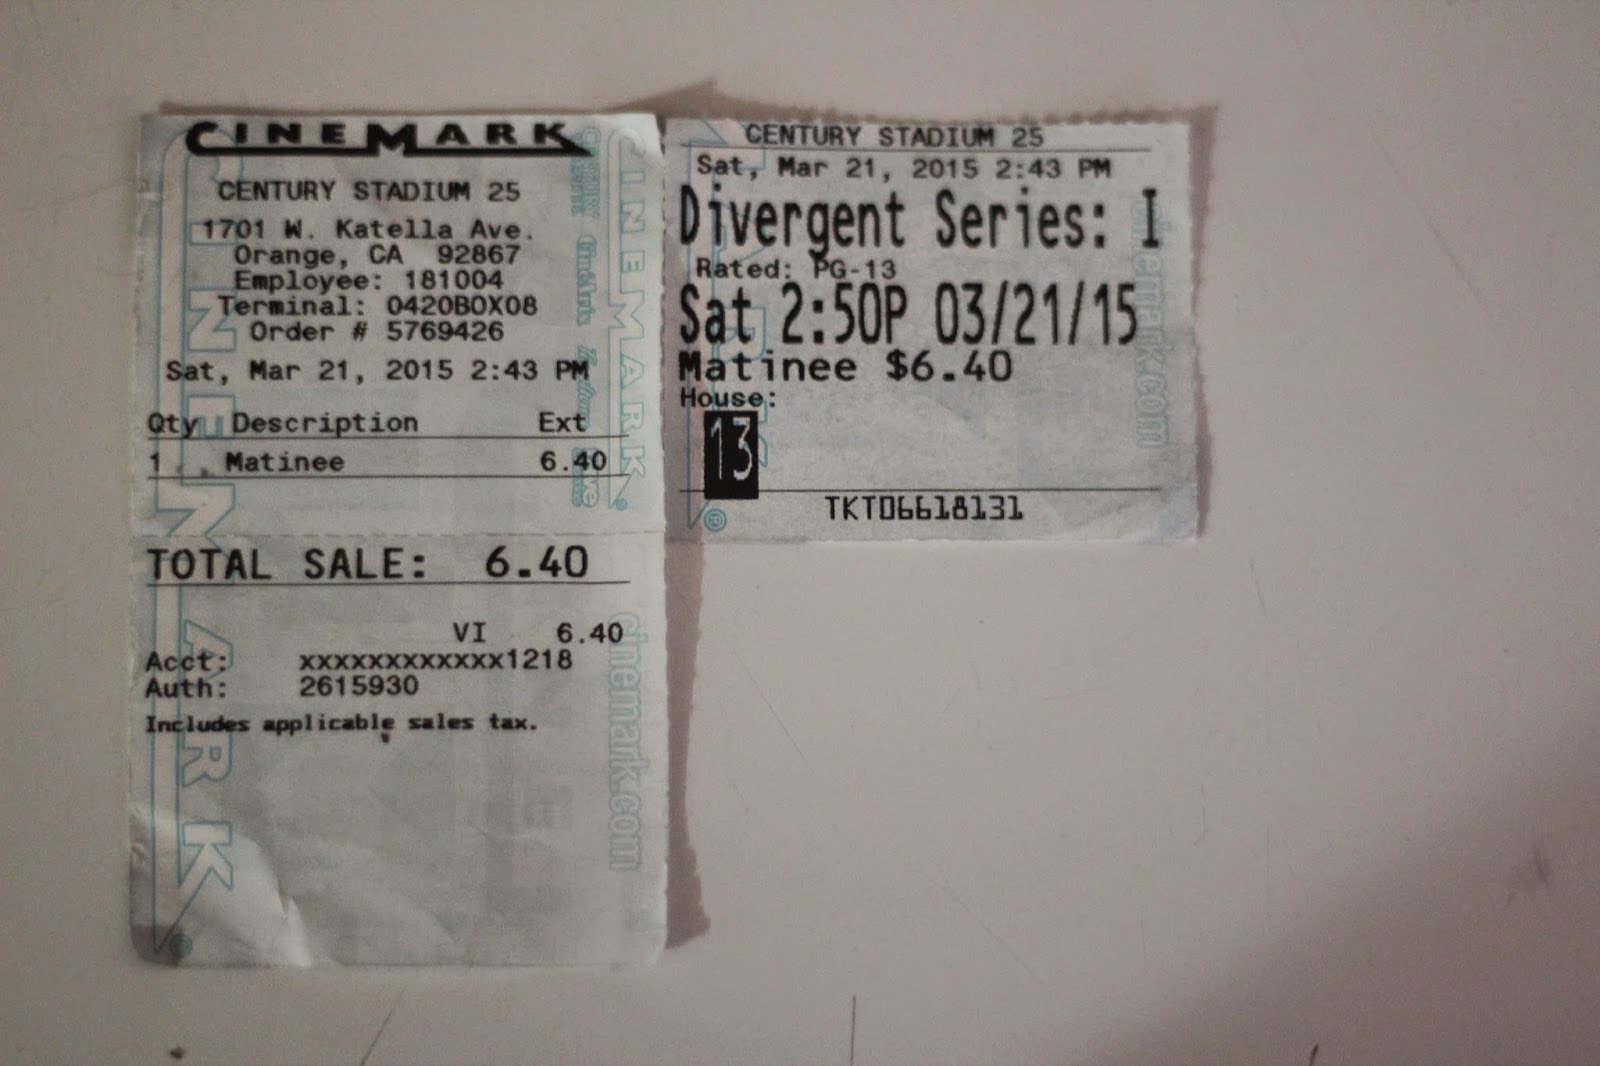 CINEMARK
CENTURY STADIUM 25
1701 W. Katella Ave.
Orange, CA 92867
Employee: 181004
Terminal: 0420BOX08
Order # 5769426
Sat, Mar 21, 2015 2:43 PM
Qty Description Ext
1 Matinee 6.40
TOTAL SALE: 6.40
VI 6.40
Acct: xxxxxxxxxxxx1218
Auth: 2615930
Includes applicable sales tax.
CINEMARK
CINEMARK
cinemark.com
CENTURY STADIUM 25
Sat, Mar 21, 2015 2:43 PM
Divergent Series: I
Rated: PG-13
Sat 2:50P 03/21/15
Matinee $6.40
House:
13
TKT06618131
cinemark.com